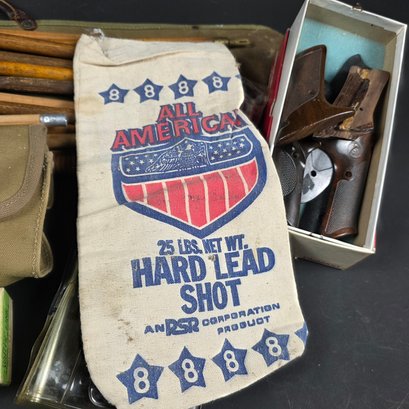 8 8 8 8
ALL
AMERICAN
25 LBS. NET WT.
HARD LEAD
SHOT
AN RSR CORPORATION
PRODUCT
8 8 8 8